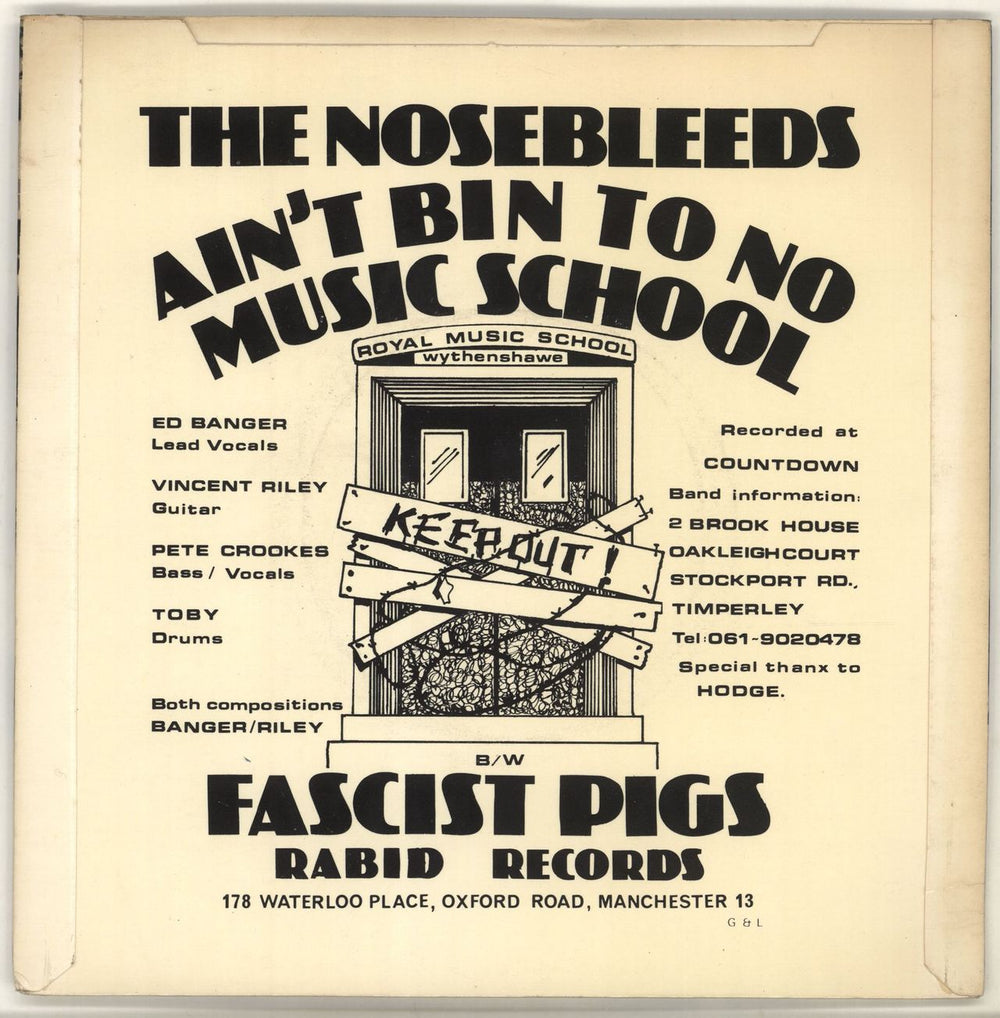 THE NOSEBLEEDS
AIN'T BIN TO NO
MUSIC SCHOOL
ROYAL MUSIC SCHOOL
wythenshawe
KEEP OUT!
ED BANGER
Lead Vocals
VINCENT RILEY
Guitar
PETE CROOKES
Bass / Vocals
TOBY
Drums
Both compositions
BANGER/RILEY
Recorded at
COUNTDOWN
Band information:
2 BROOK HOUSE
OAKLEIGH COURT
STOCKPORT RD.,
TIMPERLEY
Tel:061-9020478
Special thanx to
HODGE.
B/W
FASCIST PIGS
RABID RECORDS
178 WATERLOO PLACE, OXFORD ROAD, MANCHESTER 13
G & L